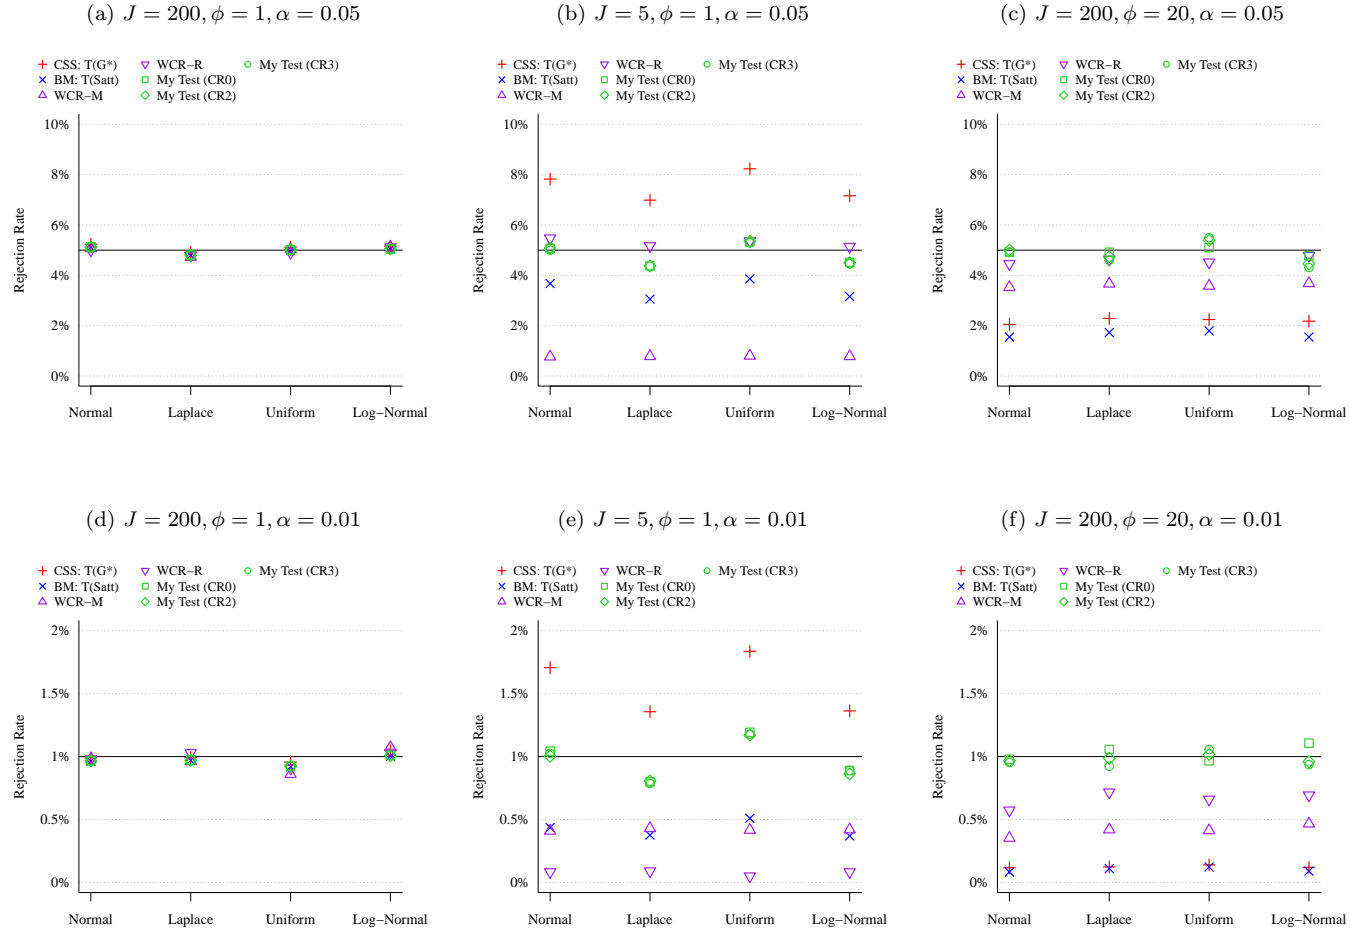 (a) J = 200, ϕ = 1, α = 0.05
CSS: T(G*)
BM: T(Satt)
WCR−M
WCR−R
My Test (CR0)
My Test (CR2)
My Test (CR3)
Rejection Rate
10%
8%
6%
4%
2%
0%
Normal Laplace Uniform Log−Normal
(b) J = 5, ϕ = 1, α = 0.05
CSS: T(G*)
BM: T(Satt)
WCR−M
WCR−R
My Test (CR0)
My Test (CR2)
My Test (CR3)
Rejection Rate
10%
8%
6%
4%
2%
0%
Normal Laplace Uniform Log−Normal
(c) J = 200, ϕ = 20, α = 0.05
CSS: T(G*)
BM: T(Satt)
WCR−M
WCR−R
My Test (CR0)
My Test (CR2)
My Test (CR3)
Rejection Rate
10%
8%
6%
4%
2%
0%
Normal Laplace Uniform Log−Normal
(d) J = 200, ϕ = 1, α = 0.01
CSS: T(G*)
BM: T(Satt)
WCR−M
WCR−R
My Test (CR0)
My Test (CR2)
My Test (CR3)
Rejection Rate
2%
1.5%
1%
0.5%
0%
Normal Laplace Uniform Log−Normal
(e) J = 5, ϕ = 1, α = 0.01
CSS: T(G*)
BM: T(Satt)
WCR−M
WCR−R
My Test (CR0)
My Test (CR2)
My Test (CR3)
Rejection Rate
2%
1.5%
1%
0.5%
0%
Normal Laplace Uniform Log−Normal
(f) J = 200, ϕ = 20, α = 0.01
CSS: T(G*)
BM: T(Satt)
WCR−M
WCR−R
My Test (CR0)
My Test (CR2)
My Test (CR3)
Rejection Rate
2%
1.5%
1%
0.5%
0%
Normal Laplace Uniform Log−Normal